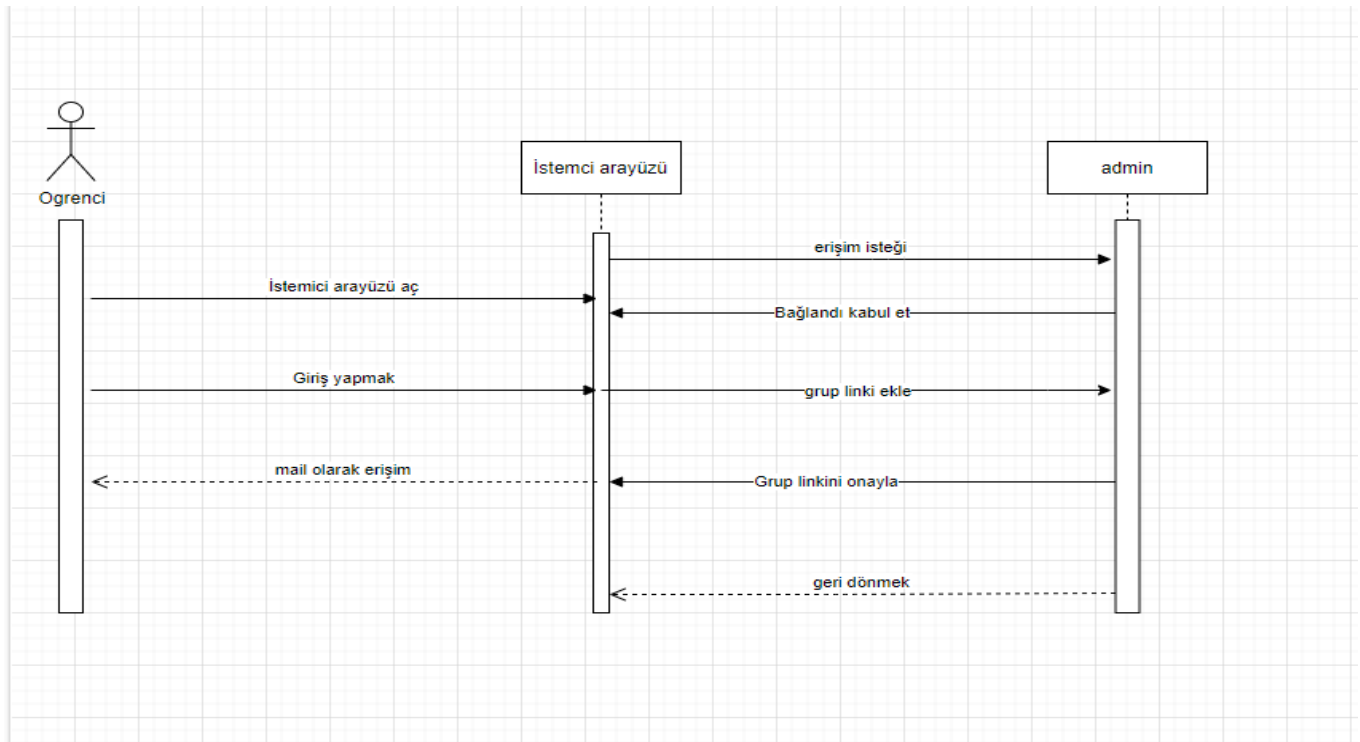 Ogrenci
İstemci arayüzü
admin
erişim isteği
İstemici arayüzü aç
Bağlandı kabul et
Giriş yapmak
grup linki ekle
mail olarak erişim
Grup linkini onayla
geri dönmek